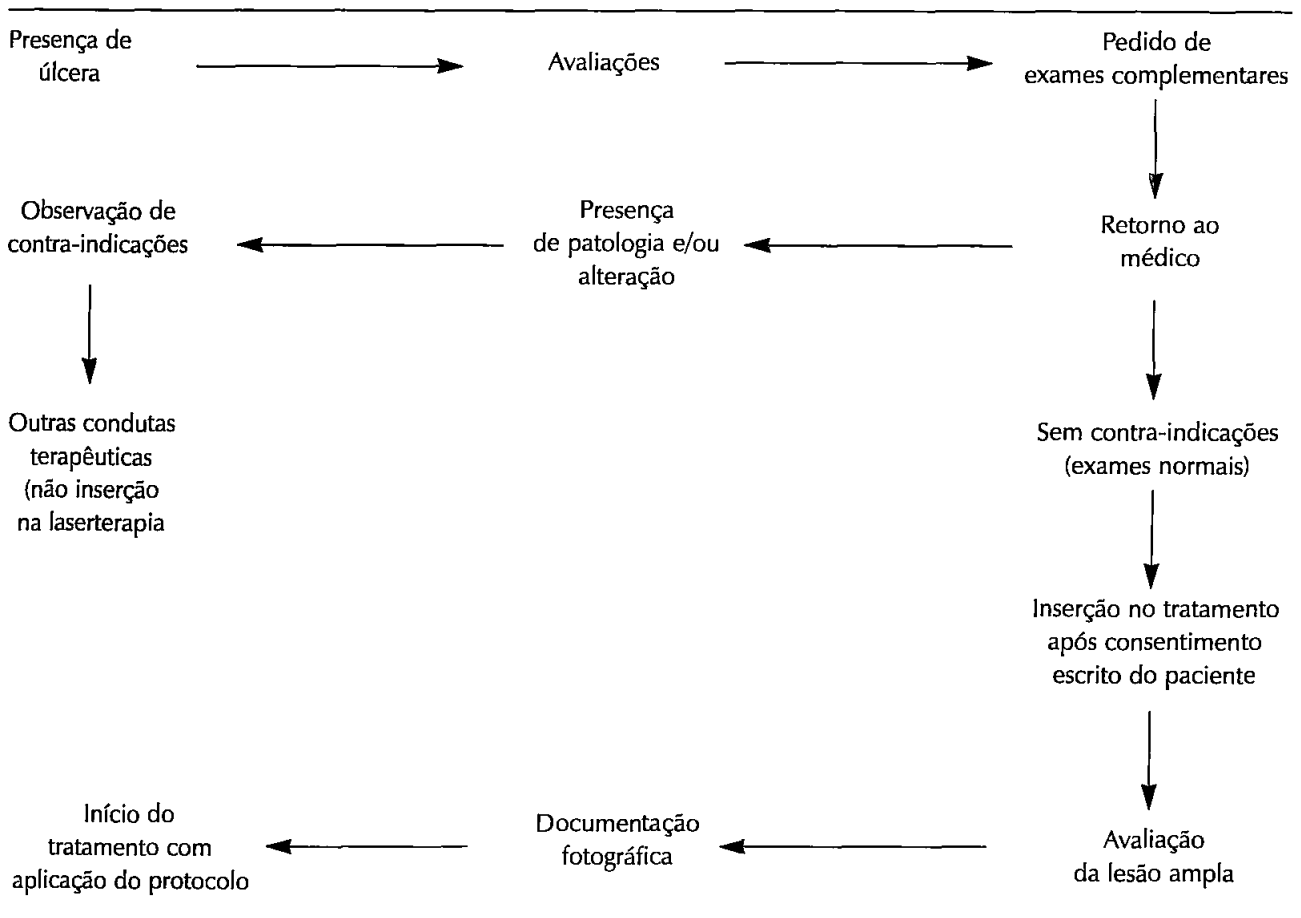 Presença de
úlcera
Avaliações
Pedido de
exames complementares
Observação de
contra-indicações
Presença
de patologia e/ou
alteração
Retorno ao
médico
Outras condutas
terapêuticas
(não inserção
na laserterapia
Sem contra-indicações
(exames normais)
Inserção no tratamento
após consentimento
escrito do paciente
Início do
tratamento com
aplicação do protocolo
Documentação
fotográfica
Avaliação
da lesão ampla